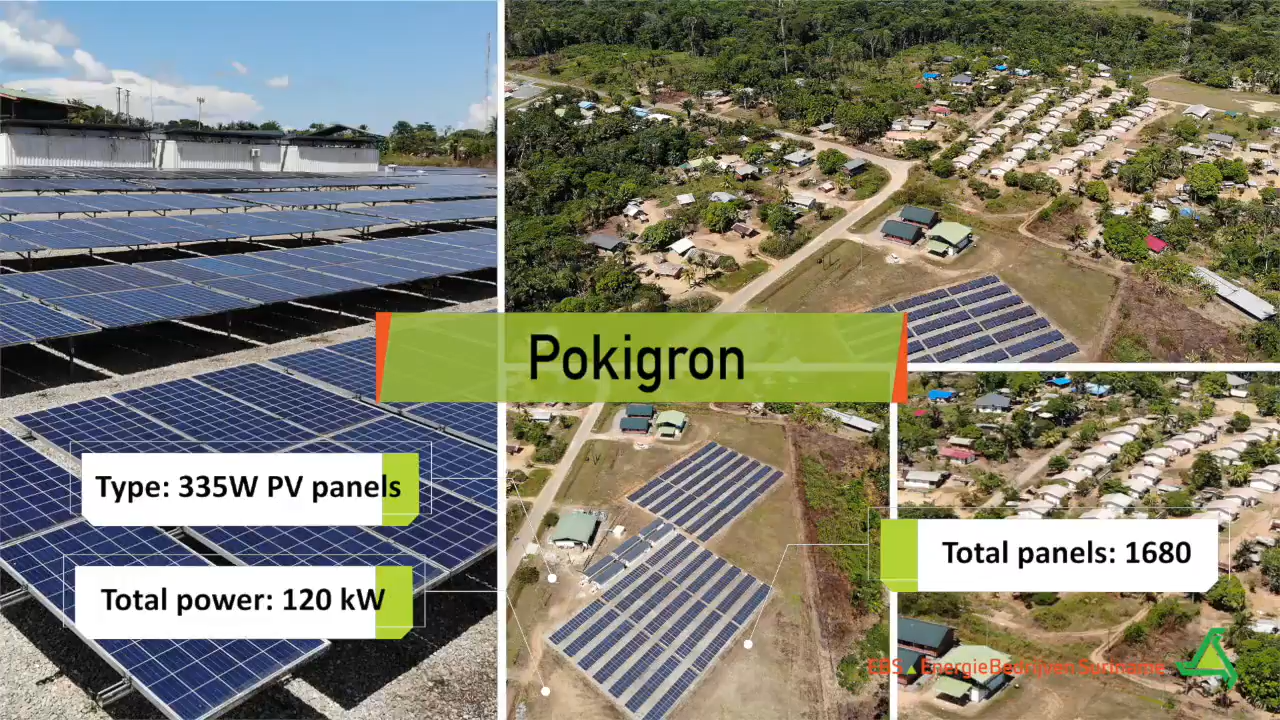 Pokigron
Type: 335W PV panels
Total power: 120 kW
Total panels: 1680
EBS EnergieBedrijven Suriname